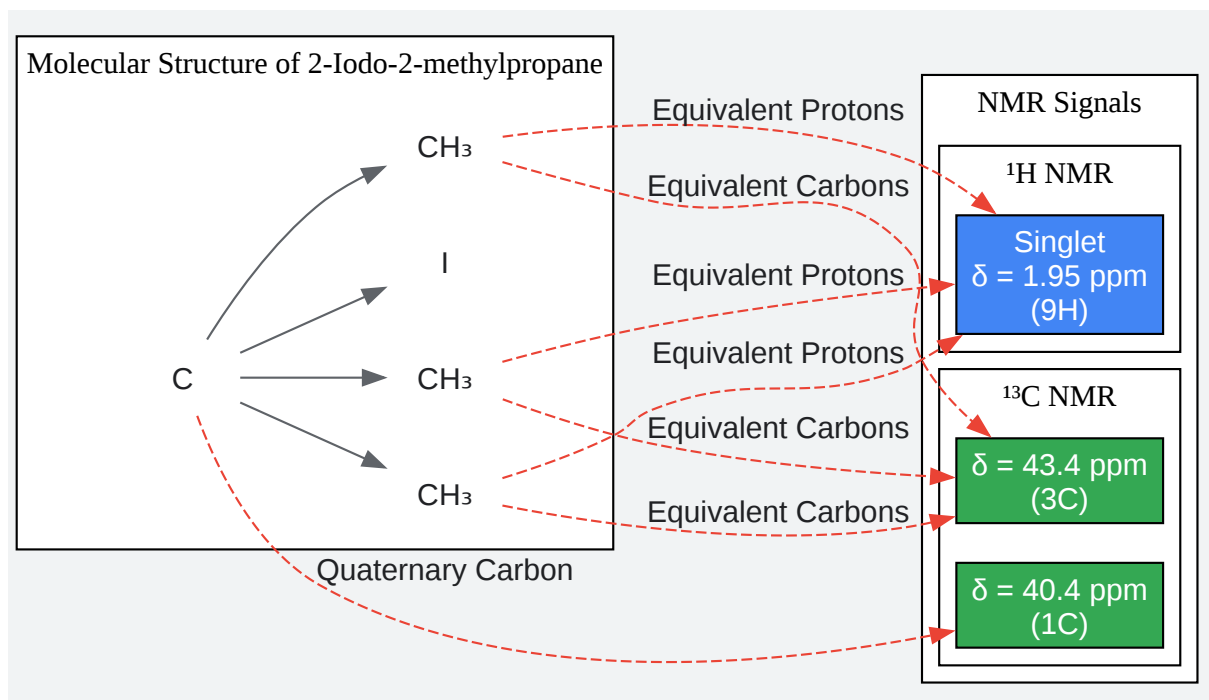 Molecular Structure of 2-Iodo-2-methylpropane
CH₃
I
C
CH₃
CH₃
Equivalent Protons
Equivalent Carbons
Equivalent Protons
Equivalent Protons
Equivalent Carbons
Equivalent Carbons
Quaternary Carbon
NMR Signals
¹H NMR
Singlet
δ = 1.95 ppm
(9H)
¹³C NMR
δ = 43.4 ppm
(3C)
δ = 40.4 ppm
(1C)